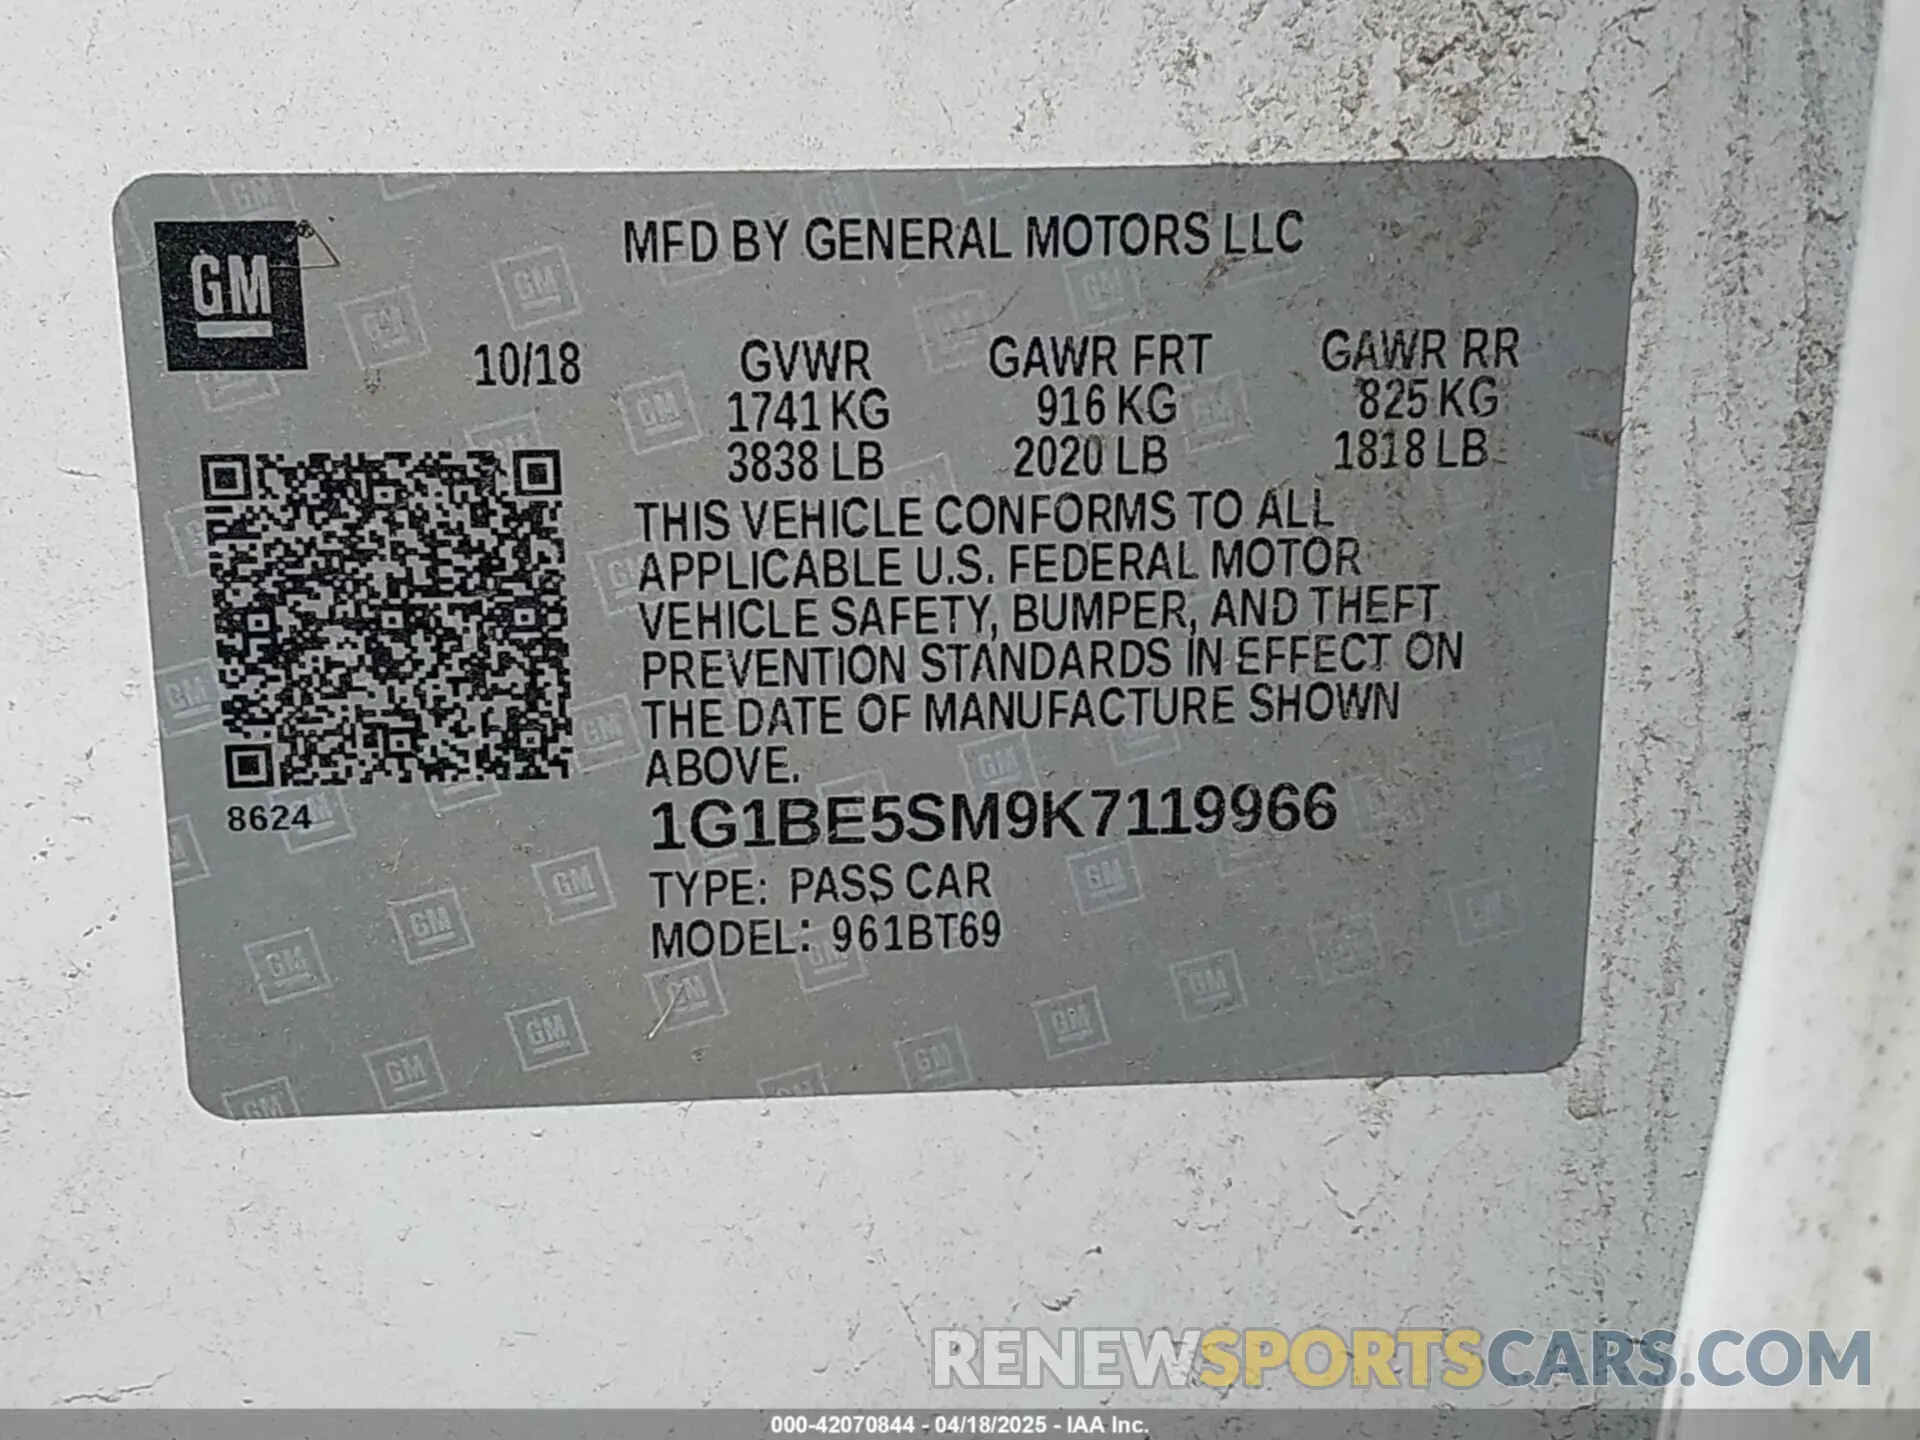 MFD BY GENERAL MOTORS LLC
GM
10/18 GVWR GAWR FRT GAWR RR
1741 KG 916 KG 825 KG
3838 LB 2020 LB 1818 LB
THIS VEHICLE CONFORMS TO ALL
APPLICABLE U.S. FEDERAL MOTOR
VEHICLE SAFETY, BUMPER, AND THEFT
PREVENTION STANDARDS IN EFFECT ON
THE DATE OF MANUFACTURE SHOWN
ABOVE.
8624
1G1BE5SM9K7119966
TYPE: PASS CAR
MODEL: 961BT69
RENEWSPORTSCARS.COM
000-42070844 - 04/18/2025 - IAA Inc.